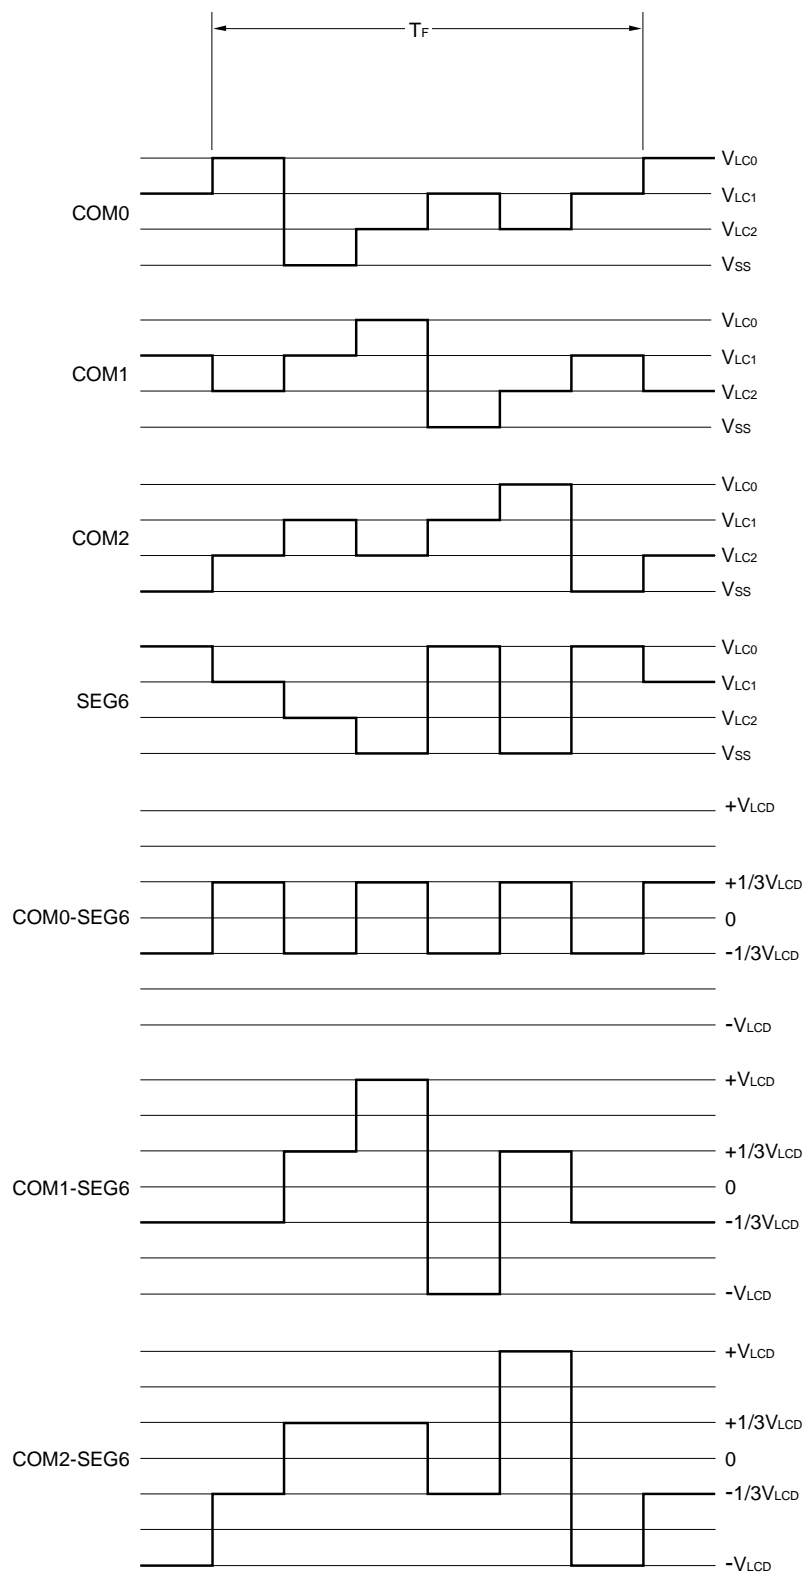 TF
VLC0
VLC1
COM0
VLC2
VSS
VLC0
VLC1
COM1
VLC2
VSS
VLC0
VLC1
COM2
VLC2
VSS
VLC0
VLC1
SEG6
VLC2
VSS
+VLCD
+1/3VLCD
COM0-SEG6
0
-1/3VLCD
-VLCD
+VLCD
+1/3VLCD
COM1-SEG6
0
-1/3VLCD
-VLCD
+VLCD
+1/3VLCD
COM2-SEG6
0
-1/3VLCD
-VLCD